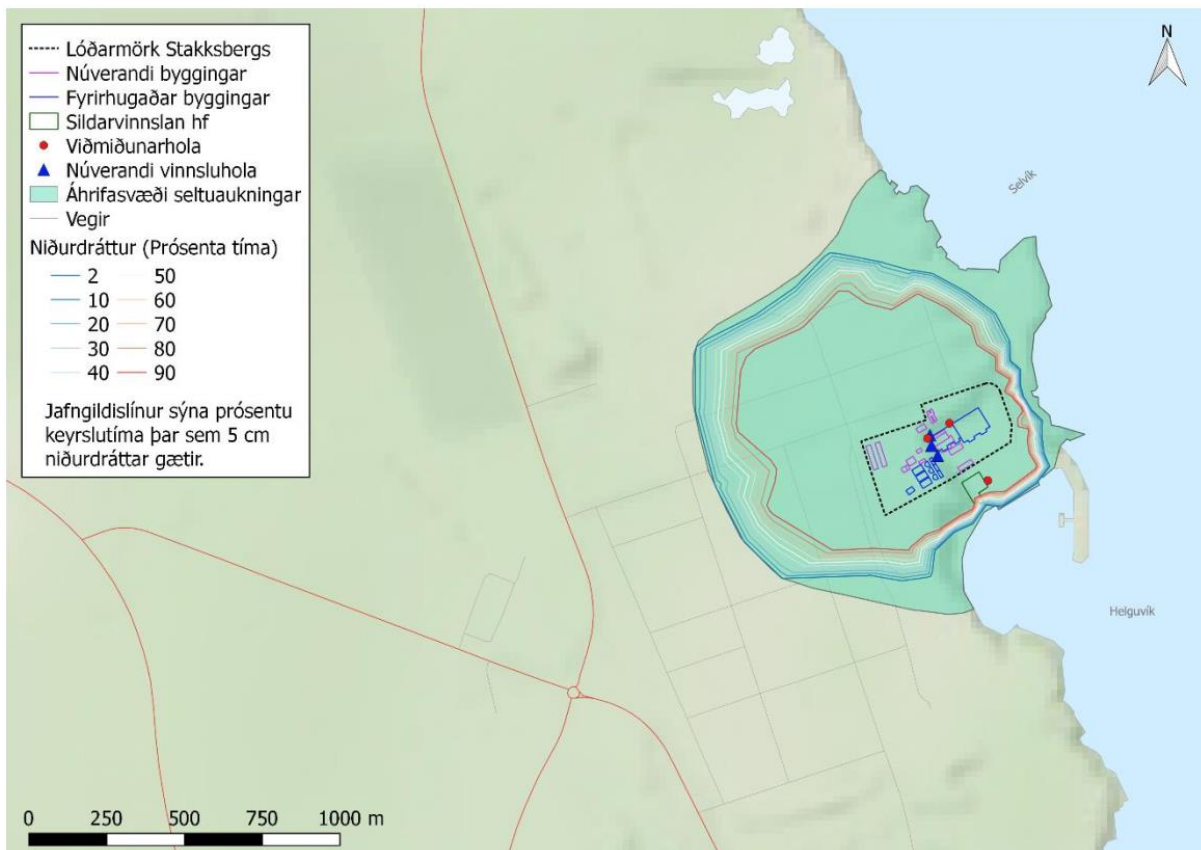 Lóðarmörk Stakksbergs
Núverandi byggingar
Fyrirhugaðar byggingar
Sildarvinnslan hf
Viðmiðunarhola
Núverandi vinnsluhola
Áhrifasvæði seltuaukningar
Vegir
Niðurdráttur (Prósenta tíma)
2 50
10 60
20 70
30 80
40 90
Jafngildislínur sýna prósentu
keyrslutíma þar sem 5 cm
niðurdráttar gætir.
N
Selvík
Helguvík
0 250 500 750 1000 m